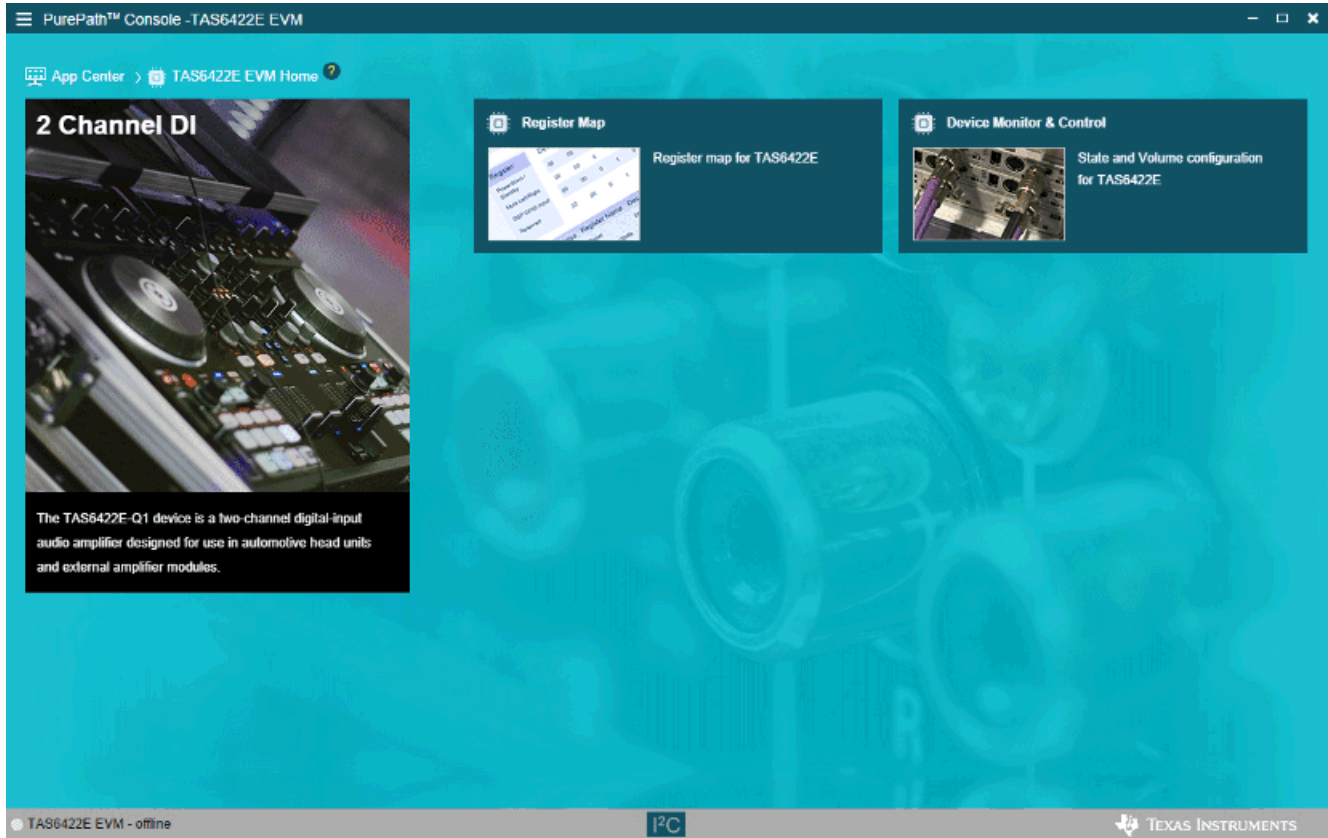 PurePath™ Console -TAS6422E EVM
App Center > TAS6422E EVM Home ?
2 Channel DI
The TAS6422E-Q1 device is a two-channel digital-input
audio amplifier designed for use in automotive head units
and external amplifier modules.
Register Map
Register map for TAS6422E
Device Monitor & Control
State and Volume configuration
for TAS6422E
TAS6422E EVM - offline
I²C
TEXAS INSTRUMENTS